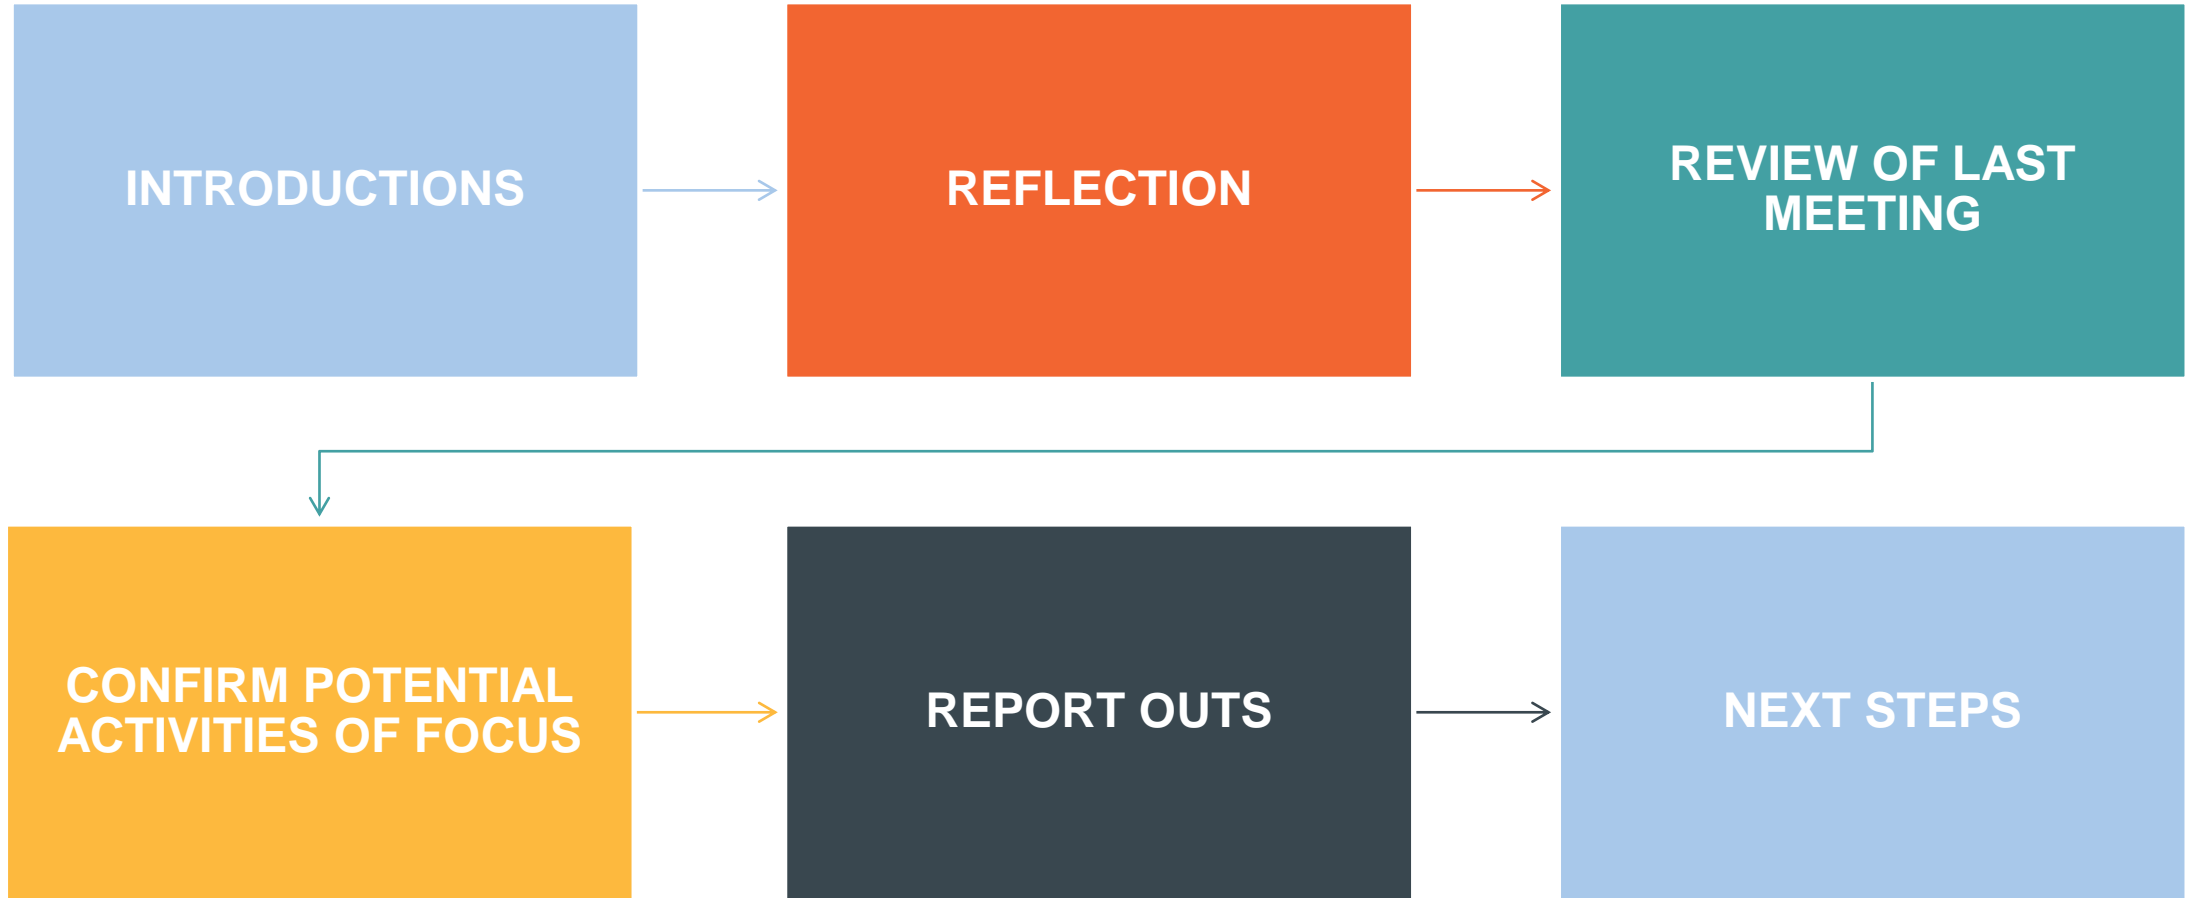 INTRODUCTIONS
REFLECTION
REVIEW OF LAST
MEETING
CONFIRM POTENTIAL
ACTIVITIES OF FOCUS
REPORT OUTS
NEXT STEPS